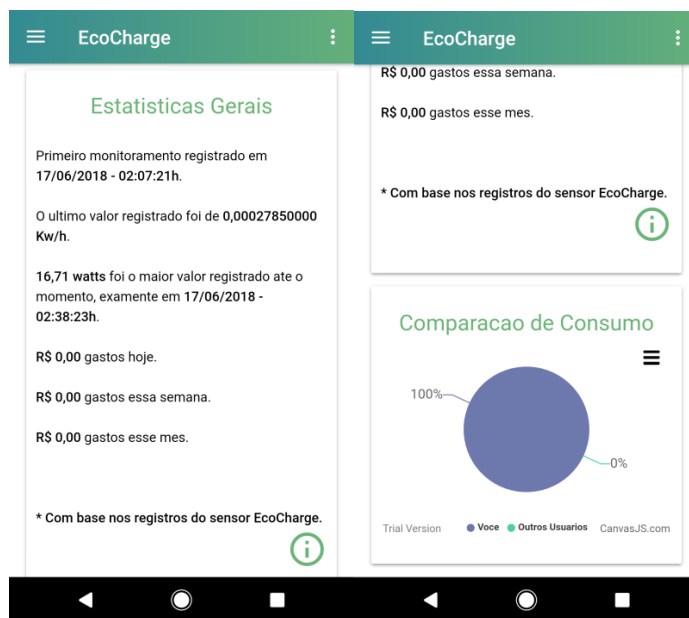 EcoCharge
Estatisticas Gerais
Primeiro monitoramento registrado em
17/06/2018 - 02:07:21h.
O ultimo valor registrado foi de 0,00027850000
Kw/h.
16,71 watts foi o maior valor registrado ate o
momento, examente em 17/06/2018 -
02:38:23h.
R$ 0,00 gastos hoje.
R$ 0,00 gastos essa semana.
R$ 0,00 gastos esse mes.
* Com base nos registros do sensor EcoCharge.
EcoCharge
R$ 0,00 gastos essa semana.
R$ 0,00 gastos esse mes.
* Com base nos registros do sensor EcoCharge.
Comparacao de Consumo
100%
0%
Trial Version
Voce
Outros Usuarios
CanvasJS.com